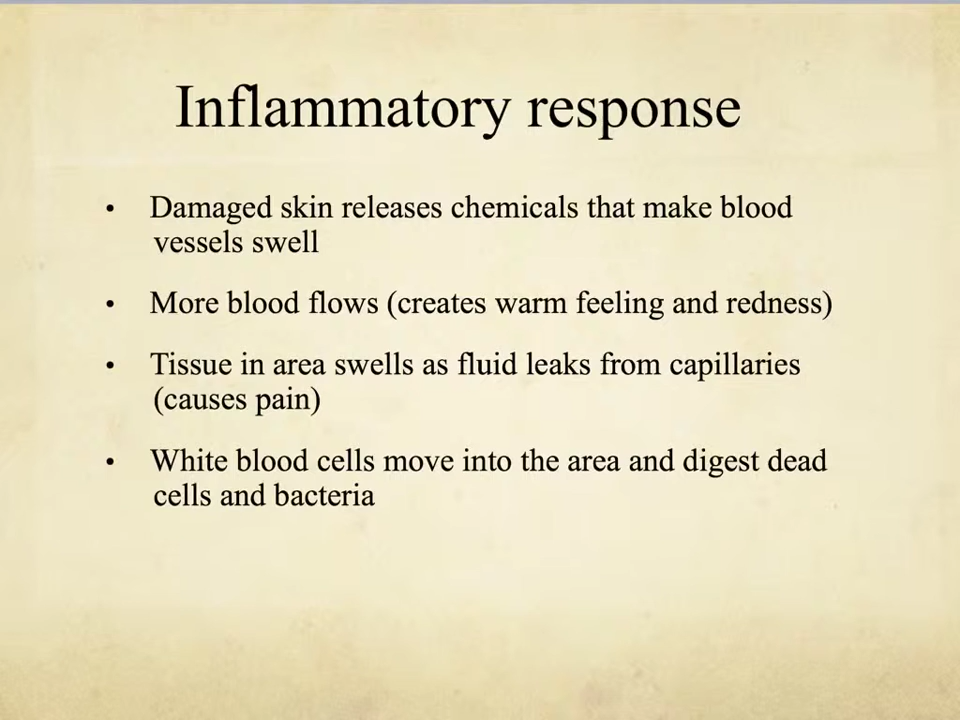 Inflammatory response
• Damaged skin releases chemicals that make blood
vessels swell
• More blood flows (creates warm feeling and redness)
• Tissue in area swells as fluid leaks from capillaries
(causes pain)
• White blood cells move into the area and digest dead
cells and bacteria